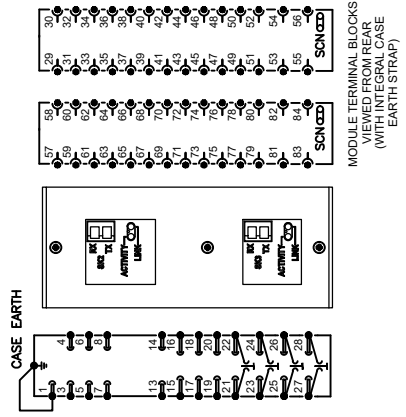 CASE EARTH
1
3 4
5 6
7 8
13 14
15 16
17 18
19 20
21 22
23 24
25 26
27 28
RX
SK2
TX
ACTIVITY
LINK
RX
SK3
TX
ACTIVITY
LINK
57 58
59 60
61 62
63 64
65 66
67 68
69 70
71 72
73 74
75 76
77 78
79 80
81 82
83 84
SCN
29 30
31 32
33 34
35 36
37 38
39 40
41 42
43 44
45 46
47 48
49 50
51 52
53 54
55 56
SCN
MODULE TERMINAL BLOCKS
VIEWED FROM REAR
(WITH INTEGRAL CASE
EARTH STRAP)